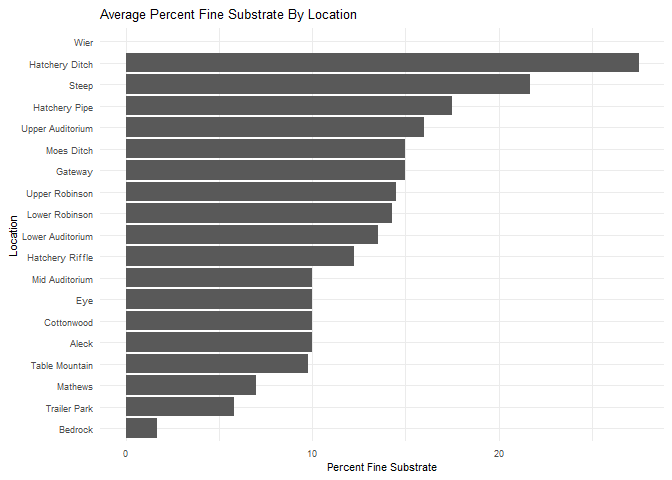 Average Percent Fine Substrate By Location
Wier
Hatchery Ditch
Steep
Hatchery Pipe
Upper Auditorium
Moes Ditch
Gateway
Upper Robinson
Lower Robinson
Lower Auditorium
Hatchery Riffle
Mid Auditorium
Eye
Cottonwood
Aleck
Table Mountain
Mathews
Trailer Park
Bedrock
Location
0 10 20
Percent Fine Substrate